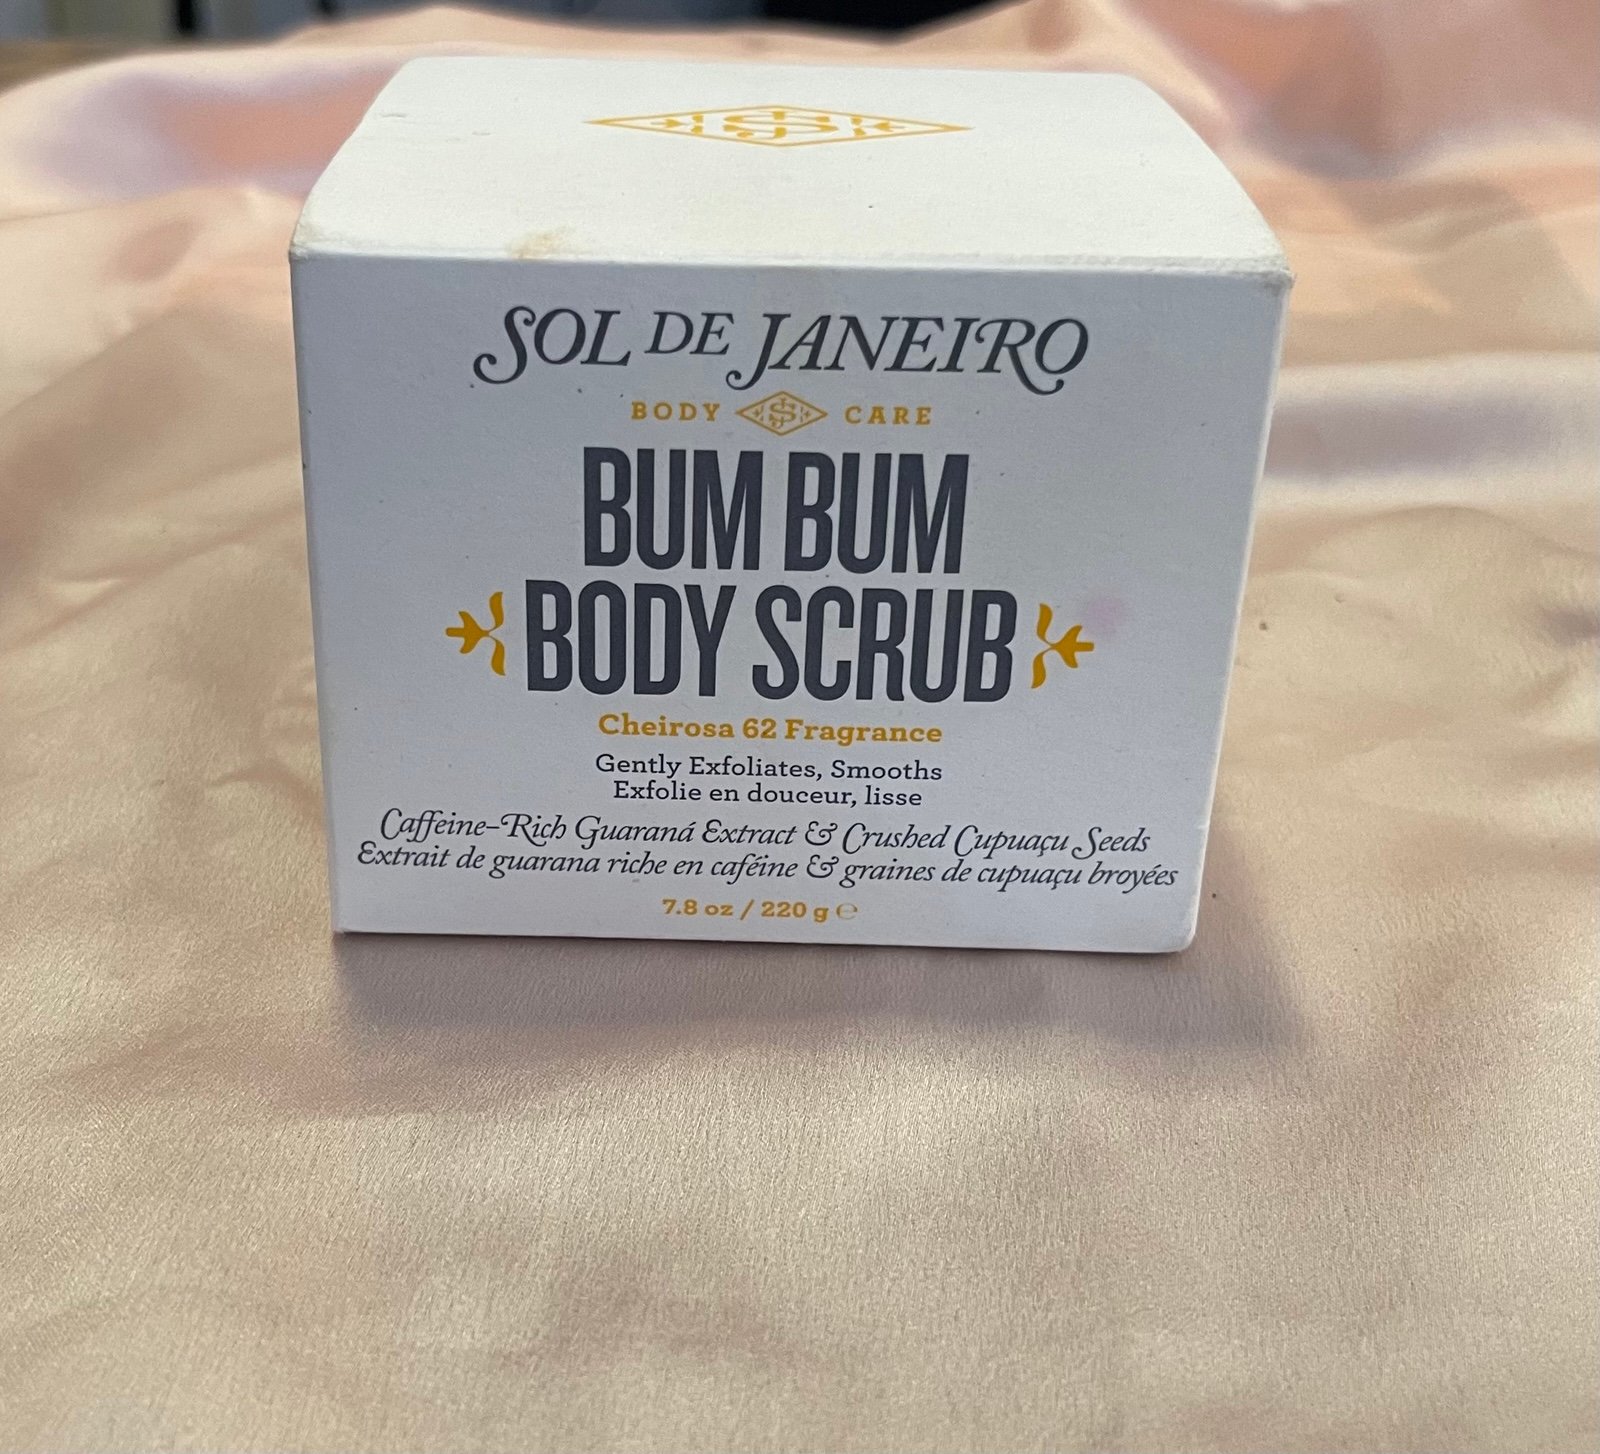 SOL DE JANEIRO
BODY CARE
BUM BUM
BODY SCRUB
Cheirosa 62 Fragrance
Gently Exfoliates, Smooths
Exfolie en douceur, lisse
Caffeine-Rich Guaraná Extract & Crushed Cupuaçu Seeds
Extrait de guarana riche en caféine & graines de cupuaçu broyées
7.8 oz / 220 g ℮